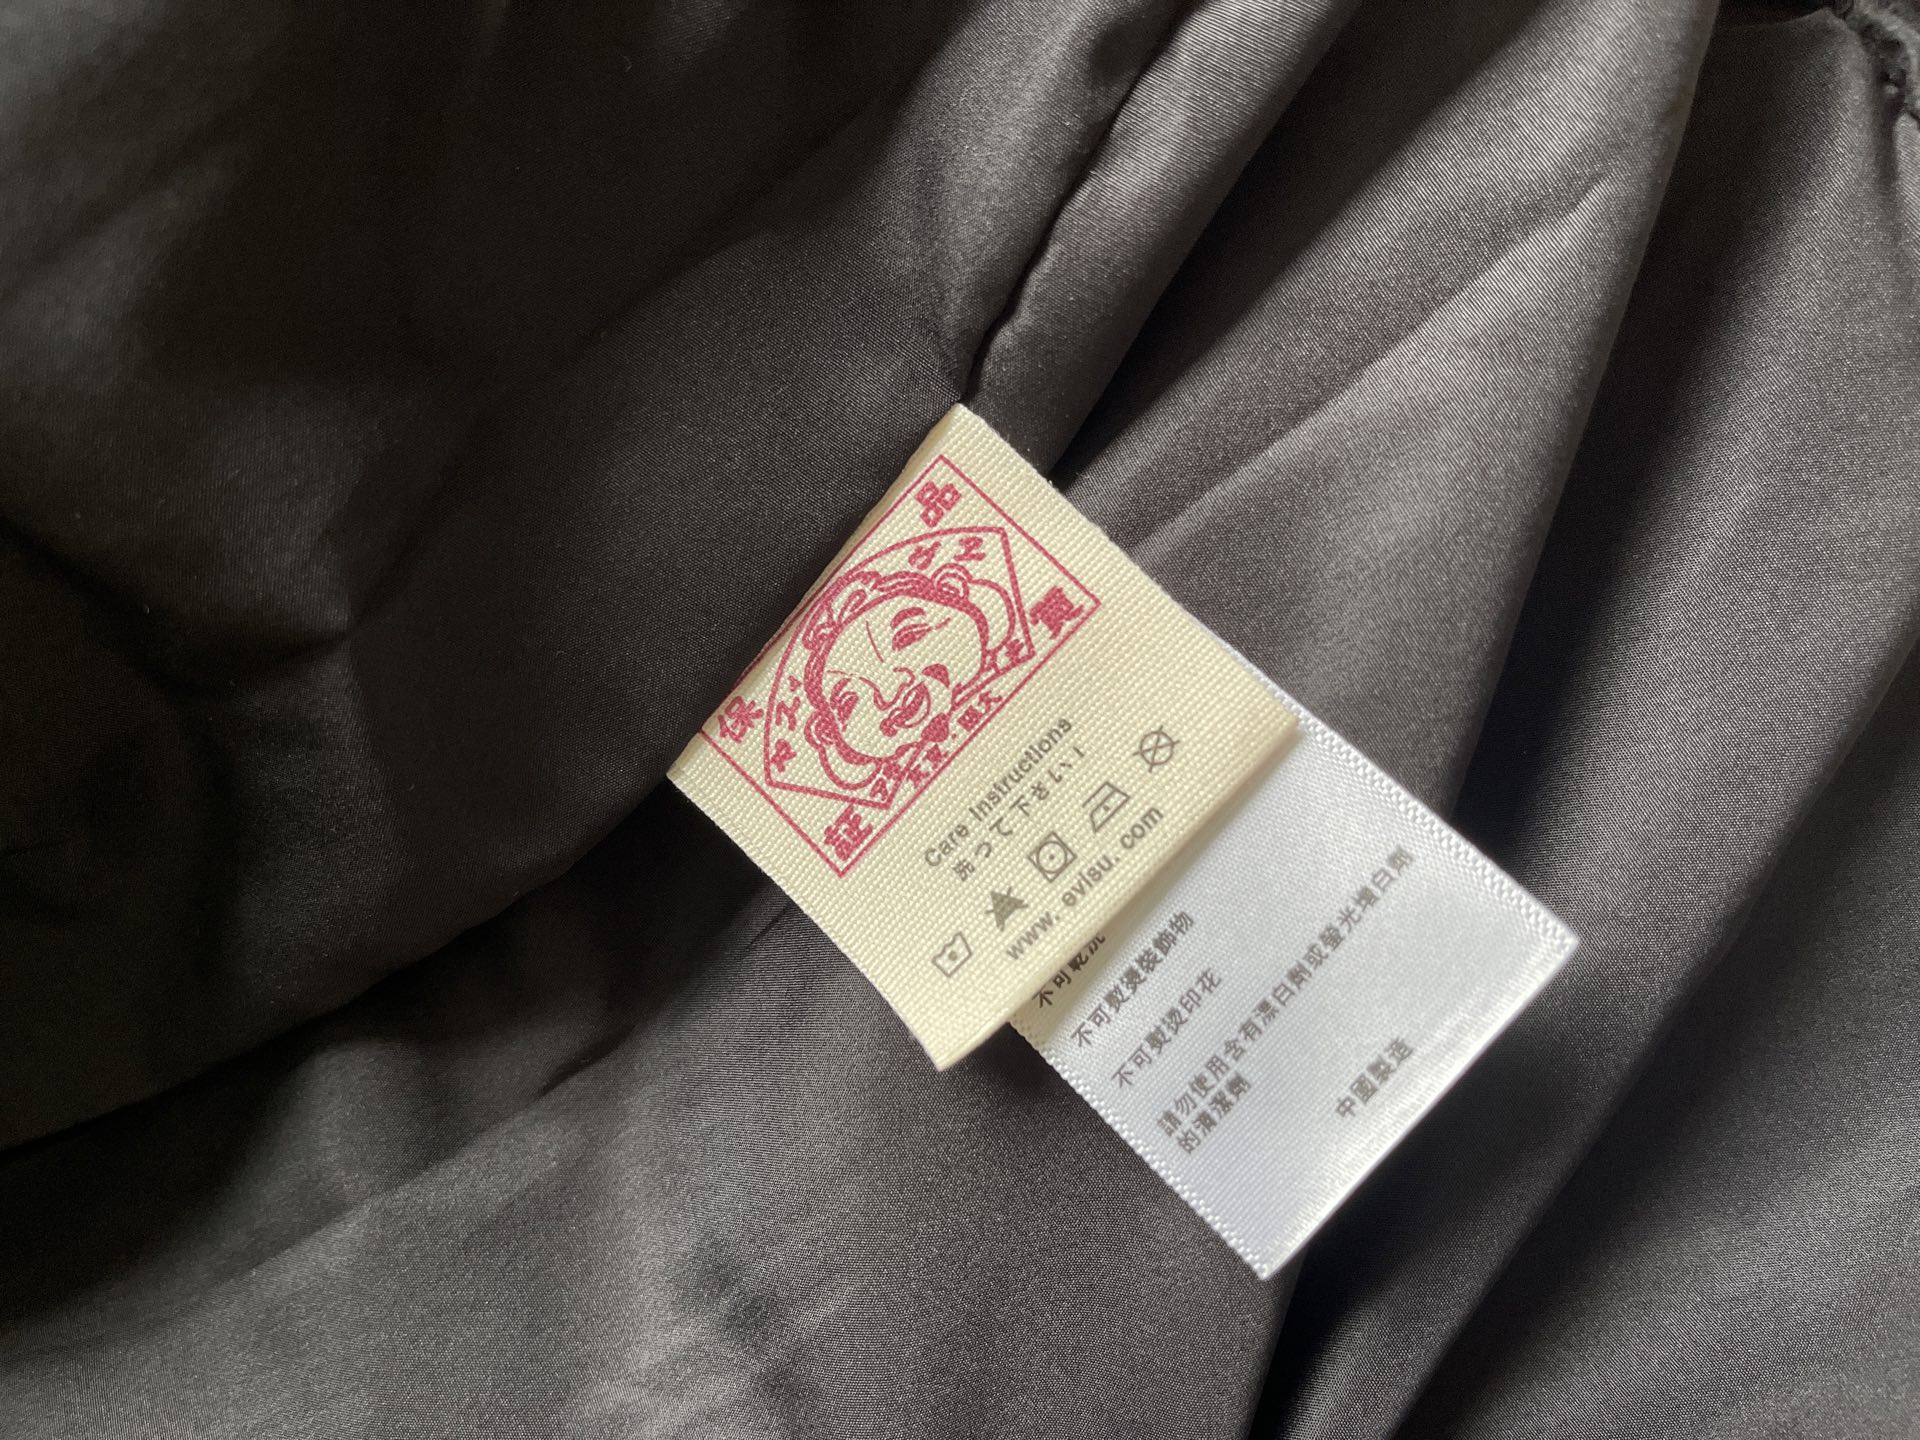 品質
保証
Care Instructions
洗って下さい!
www.evisu.com
不可乾洗
不可熨燙裝飾物
不可熨烫印花
請勿使用含有漂白劑或螢光增白剂
的清潔劑
中國製造